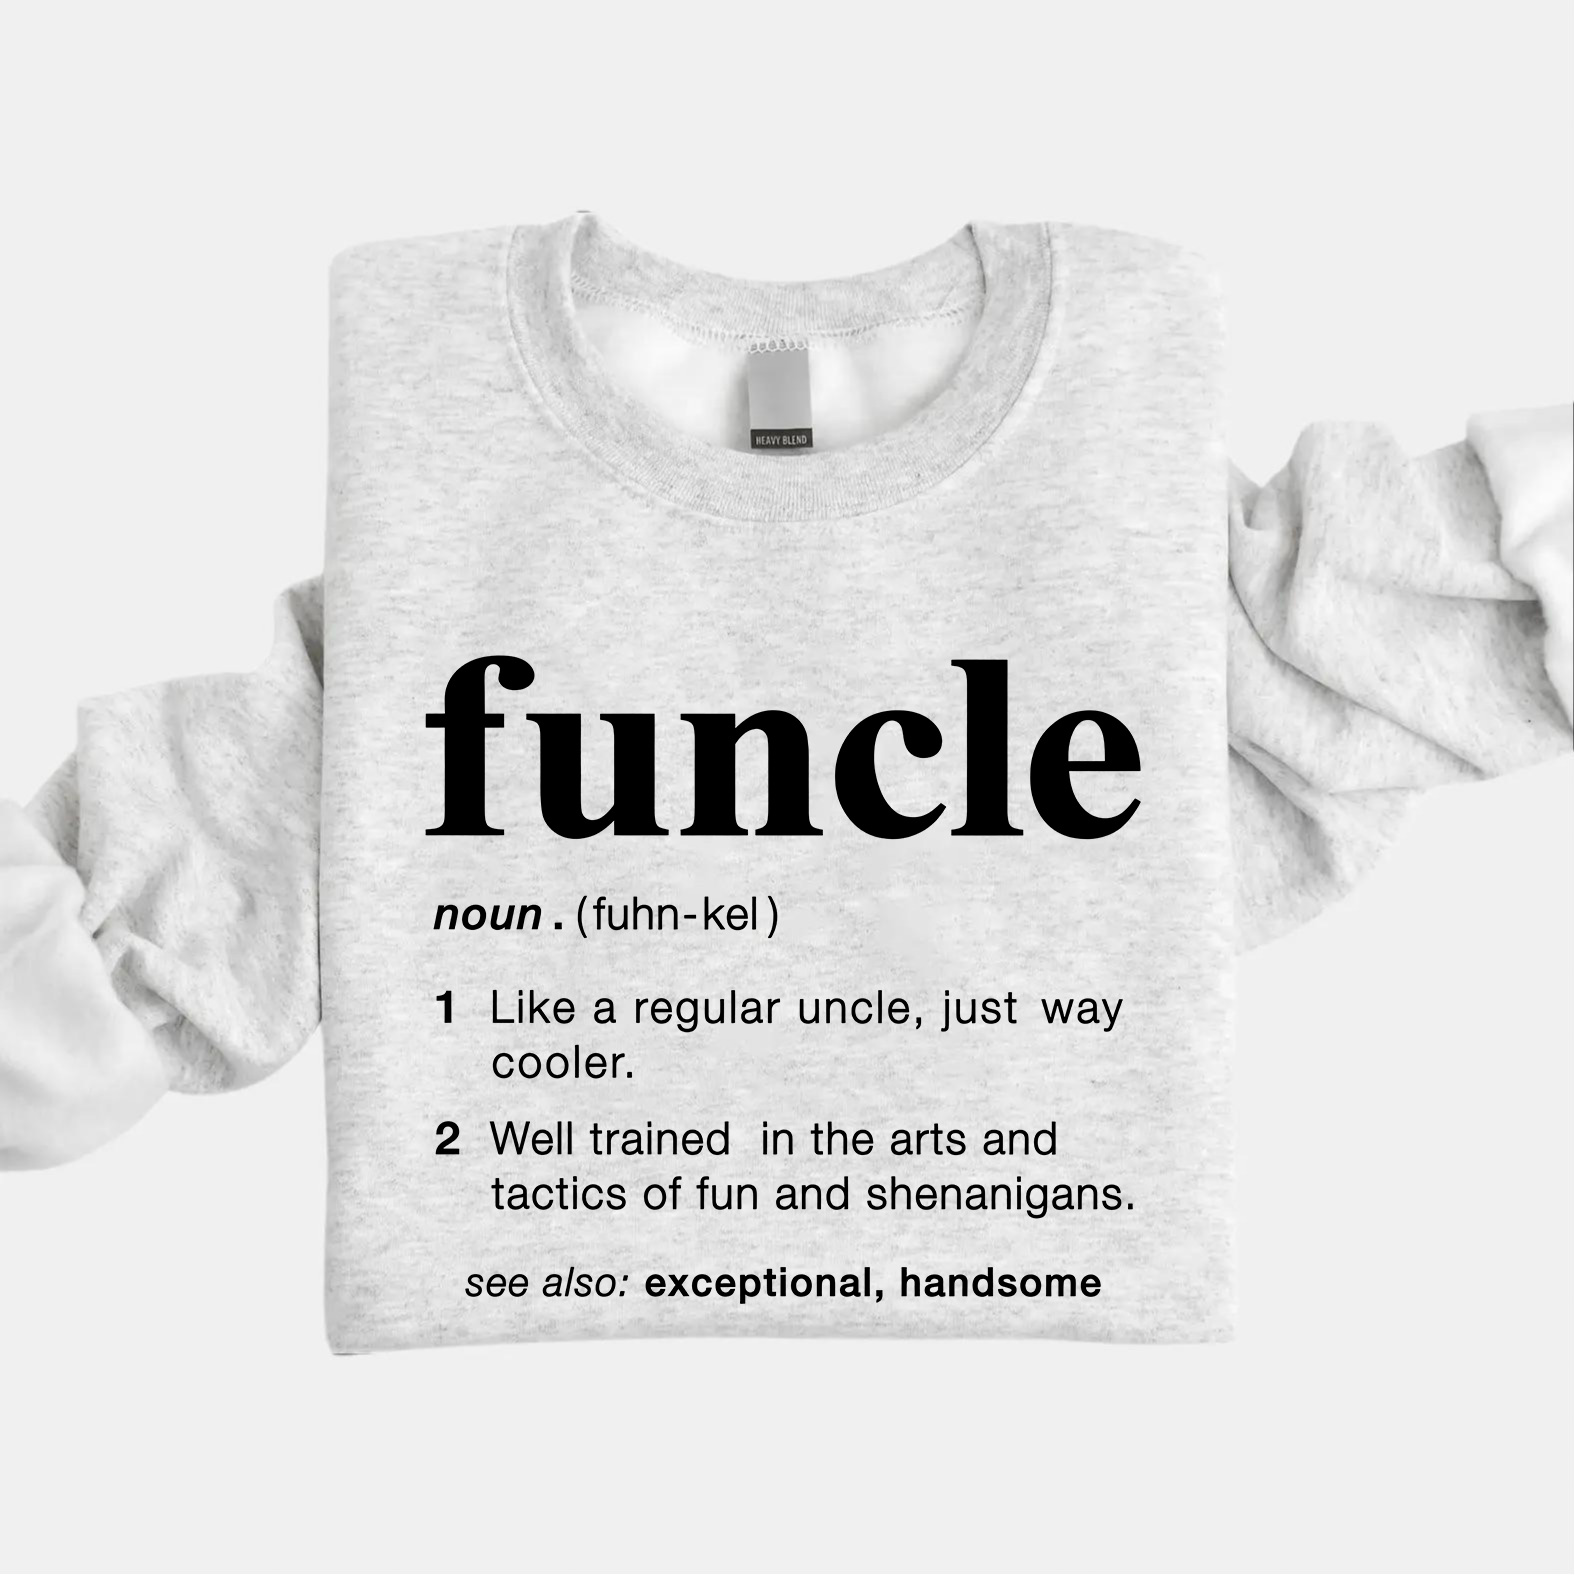 HEAVY BLEND
funcle
noun . (fuhn-kel)
1 Like a regular uncle, just way
cooler.
2 Well trained in the arts and
tactics of fun and shenanigans.
see also: exceptional, handsome